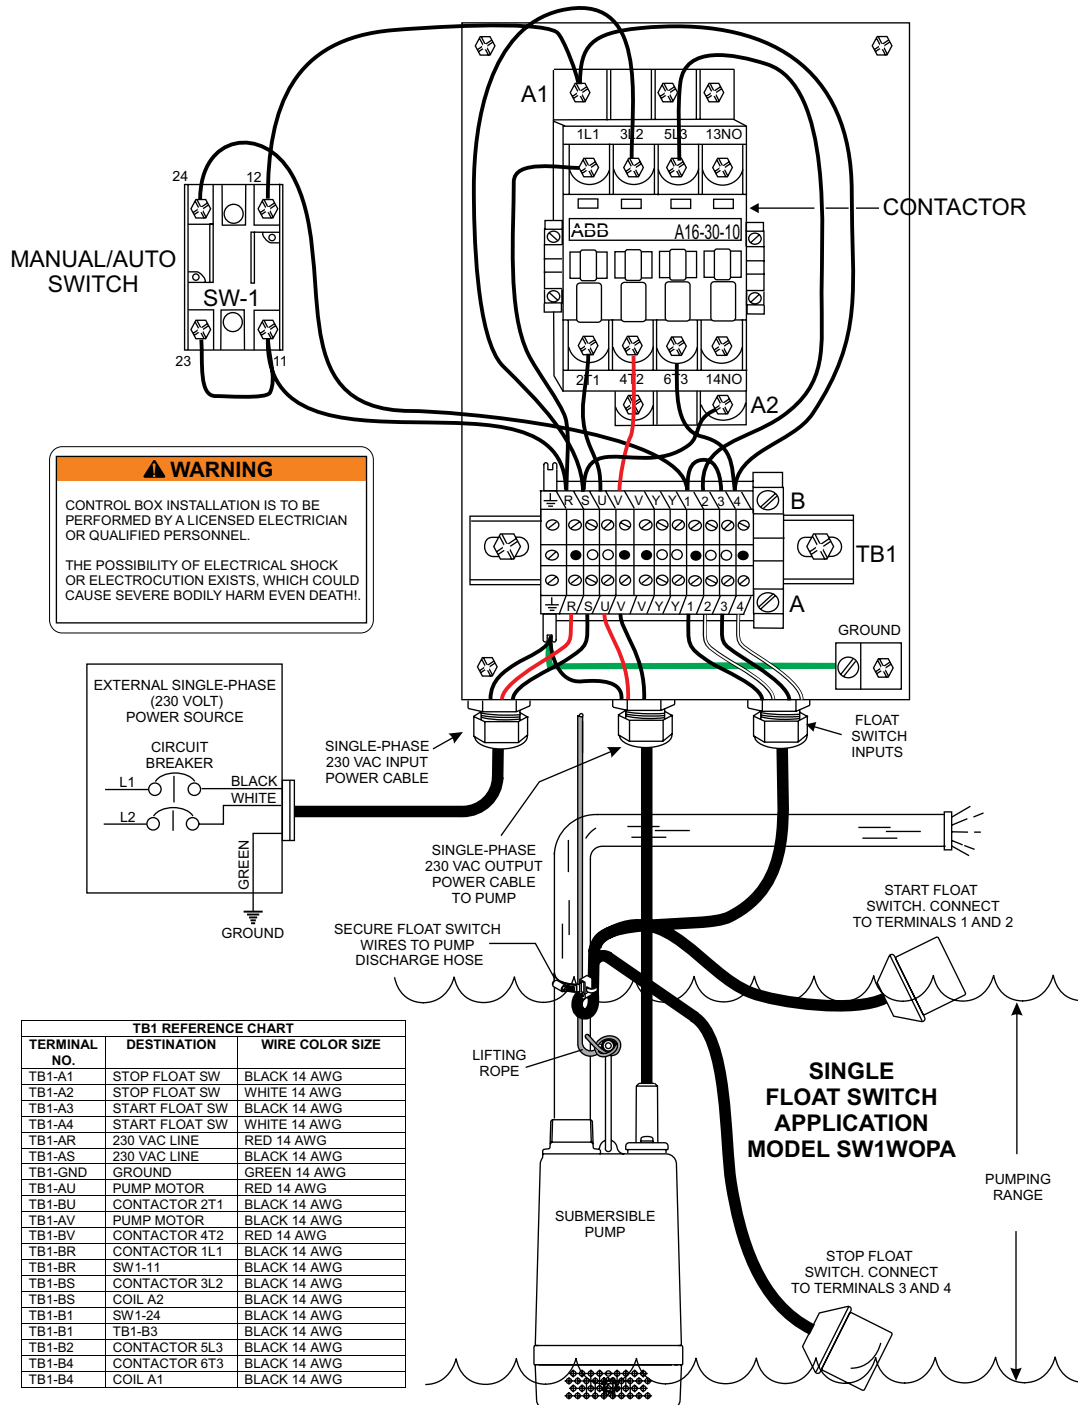 A1
1L1 3L2 5L3 13NO
24 12
CONTACTOR
ABB A16-30-10
MANUAL/AUTO
SWITCH
SW-1
23 11
2T1 4T2 6T3 14NO
A2
WARNING
CONTROL BOX INSTALLATION IS TO BE
PERFORMED BY A LICENSED ELECTRICIAN
OR QUALIFIED PERSONNEL.
THE POSSIBILITY OF ELECTRICAL SHOCK
OR ELECTROCUTION EXISTS, WHICH COULD
CAUSE SEVERE BODILY HARM EVEN DEATH!.
R S U V V Y Y 1 2 3 4
B
TB1
R S U V V Y Y 1 2 3 4
A
GROUND
EXTERNAL SINGLE-PHASE
(230 VOLT)
POWER SOURCE
CIRCUIT
BREAKER
L1
BLACK
WHITE
L2
GREEN
GROUND
SINGLE-PHASE
230 VAC INPUT
POWER CABLE
FLOAT
SWITCH
INPUTS
SINGLE-PHASE
230 VAC OUTPUT
POWER CABLE
TO PUMP
START FLOAT
SWITCH. CONNECT
TO TERMINALS 1 AND 2
SECURE FLOAT SWITCH
WIRES TO PUMP
DISCHARGE HOSE
LIFTING
ROPE
SINGLE
FLOAT SWITCH
APPLICATION
MODEL SW1WOPA
PUMPING
RANGE
SUBMERSIBLE
PUMP
STOP FLOAT
SWITCH. CONNECT
TO TERMINALS 3 AND 4
TB1 REFERENCE CHART
TERMINAL NO. DESTINATION WIRE COLOR SIZE
TB1-A1 STOP FLOAT SW BLACK 14 AWG
TB1-A2 STOP FLOAT SW WHITE 14 AWG
TB1-A3 START FLOAT SW BLACK 14 AWG
TB1-A4 START FLOAT SW WHITE 14 AWG
TB1-AR 230 VAC LINE RED 14 AWG
TB1-AS 230 VAC LINE BLACK 14 AWG
TB1-GND GROUND GREEN 14 AWG
TB1-AU PUMP MOTOR RED 14 AWG
TB1-BU CONTACTOR 2T1 BLACK 14 AWG
TB1-AV PUMP MOTOR BLACK 14 AWG
TB1-BV CONTACTOR 4T2 RED 14 AWG
TB1-BR CONTACTOR 1L1 BLACK 14 AWG
TB1-BR SW1-11 BLACK 14 AWG
TB1-BS CONTACTOR 3L2 BLACK 14 AWG
TB1-BS COIL A2 BLACK 14 AWG
TB1-B1 SW1-24 BLACK 14 AWG
TB1-B1 TB1-B3 BLACK 14 AWG
TB1-B2 CONTACTOR 5L3 BLACK 14 AWG
TB1-B4 CONTACTOR 6T3 BLACK 14 AWG
TB1-B4 COIL A1 BLACK 14 AWG